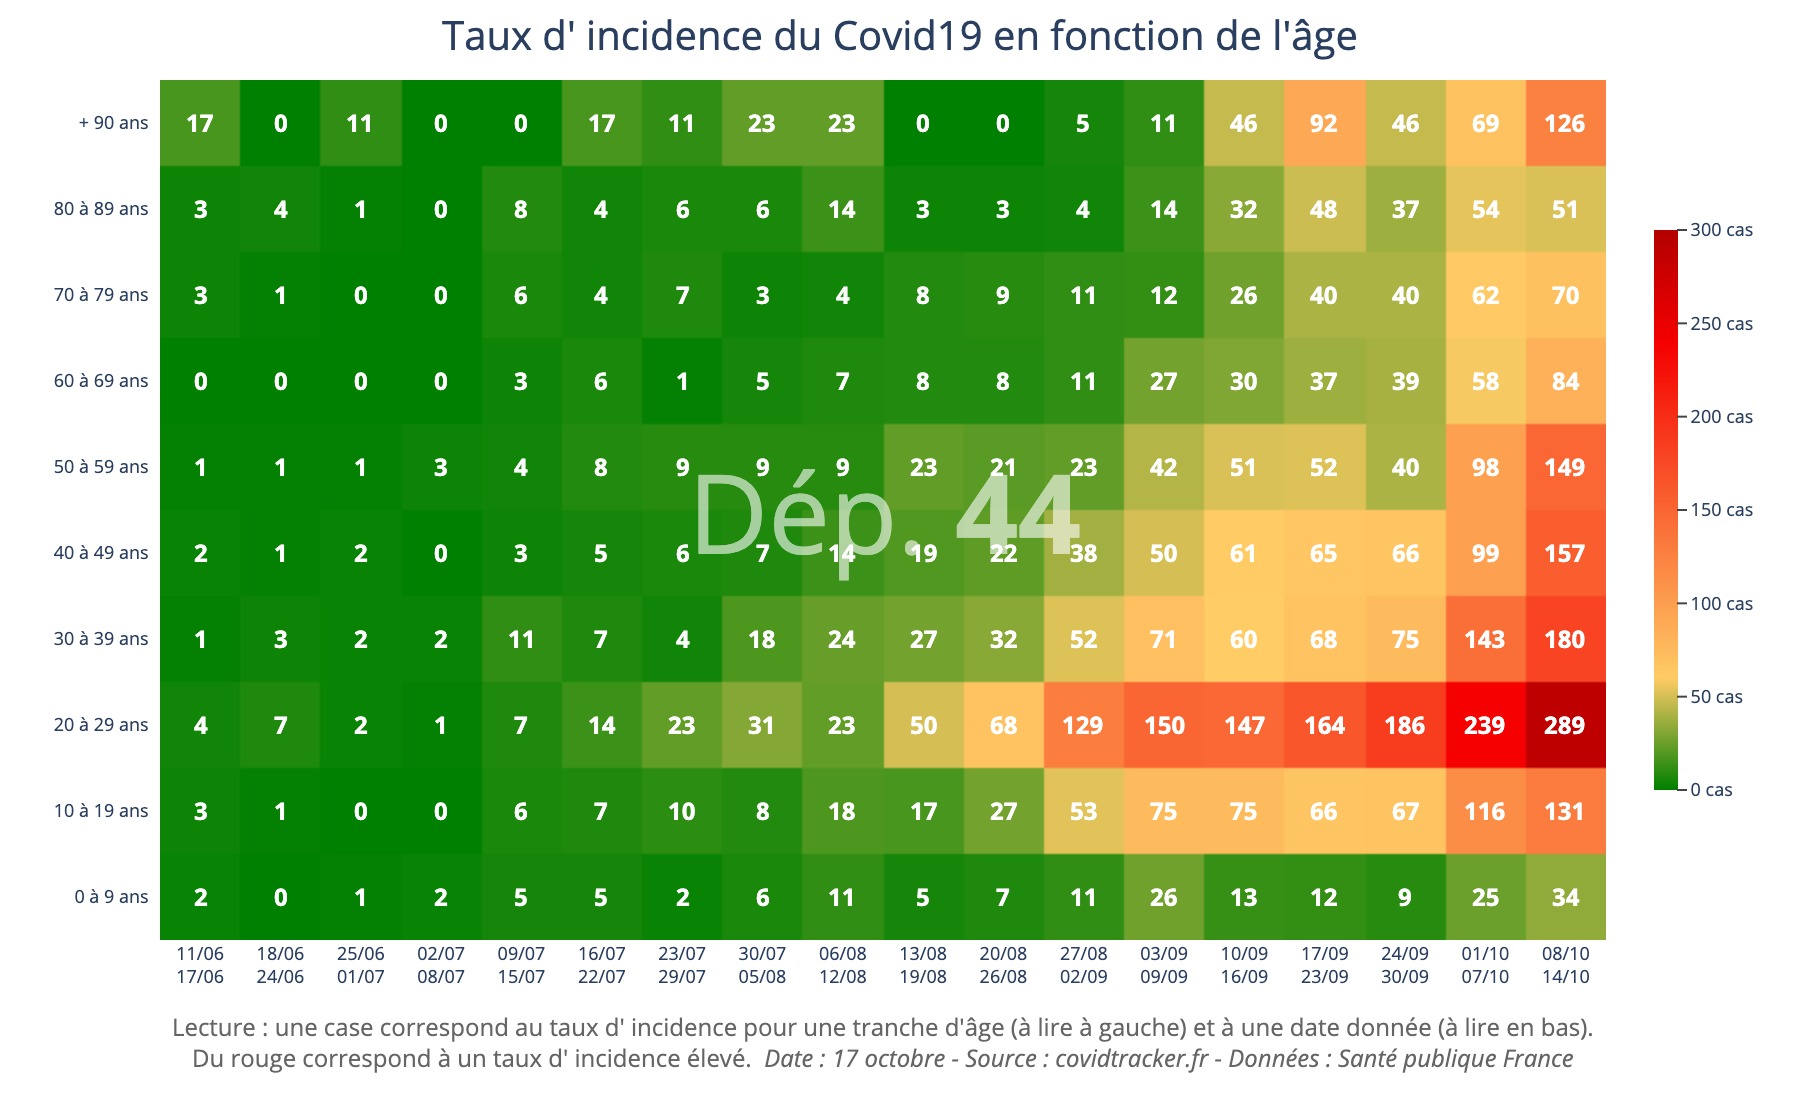 Taux d' incidence du Covid19 en fonction de l'âge
+ 90 ans 17 0 11 0 0 17 11 23 23 0 0 5 11 46 92 46 69 126
80 à 89 ans 3 4 1 0 8 4 6 6 14 3 3 4 14 32 48 37 54 51
70 à 79 ans 3 1 0 0 6 4 7 3 4 8 9 11 12 26 40 40 62 70
60 à 69 ans 0 0 0 0 3 6 1 5 7 8 8 11 27 30 37 39 58 84
50 à 59 ans 1 1 1 3 4 8 9 9 9 23 21 23 42 51 52 40 98 149
Dép. 44
40 à 49 ans 2 1 2 0 3 5 6 7 14 19 22 38 50 61 65 66 99 157
30 à 39 ans 1 3 2 2 11 7 4 18 24 27 32 52 71 60 68 75 143 180
20 à 29 ans 4 7 2 1 7 14 23 31 23 50 68 129 150 147 164 186 239 289
10 à 19 ans 3 1 0 0 6 7 10 8 18 17 27 53 75 75 66 67 116 131
0 à 9 ans 2 0 1 2 5 5 2 6 11 5 7 11 26 13 12 9 25 34
11/06 18/06 25/06 02/07 09/07 16/07 23/07 30/07 06/08 13/08 20/08 27/08 03/09 10/09 17/09 24/09 01/10 08/10
17/06 24/06 01/07 08/07 15/07 22/07 29/07 05/08 12/08 19/08 26/08 02/09 09/09 16/09 23/09 30/09 07/10 14/10
300 cas
250 cas
200 cas
150 cas
100 cas
50 cas
0 cas
Lecture : une case correspond au taux d' incidence pour une tranche d'âge (à lire à gauche) et à une date donnée (à lire en bas).
Du rouge correspond à un taux d' incidence élevé. Date : 17 octobre - Source : covidtracker.fr - Données : Santé publique France